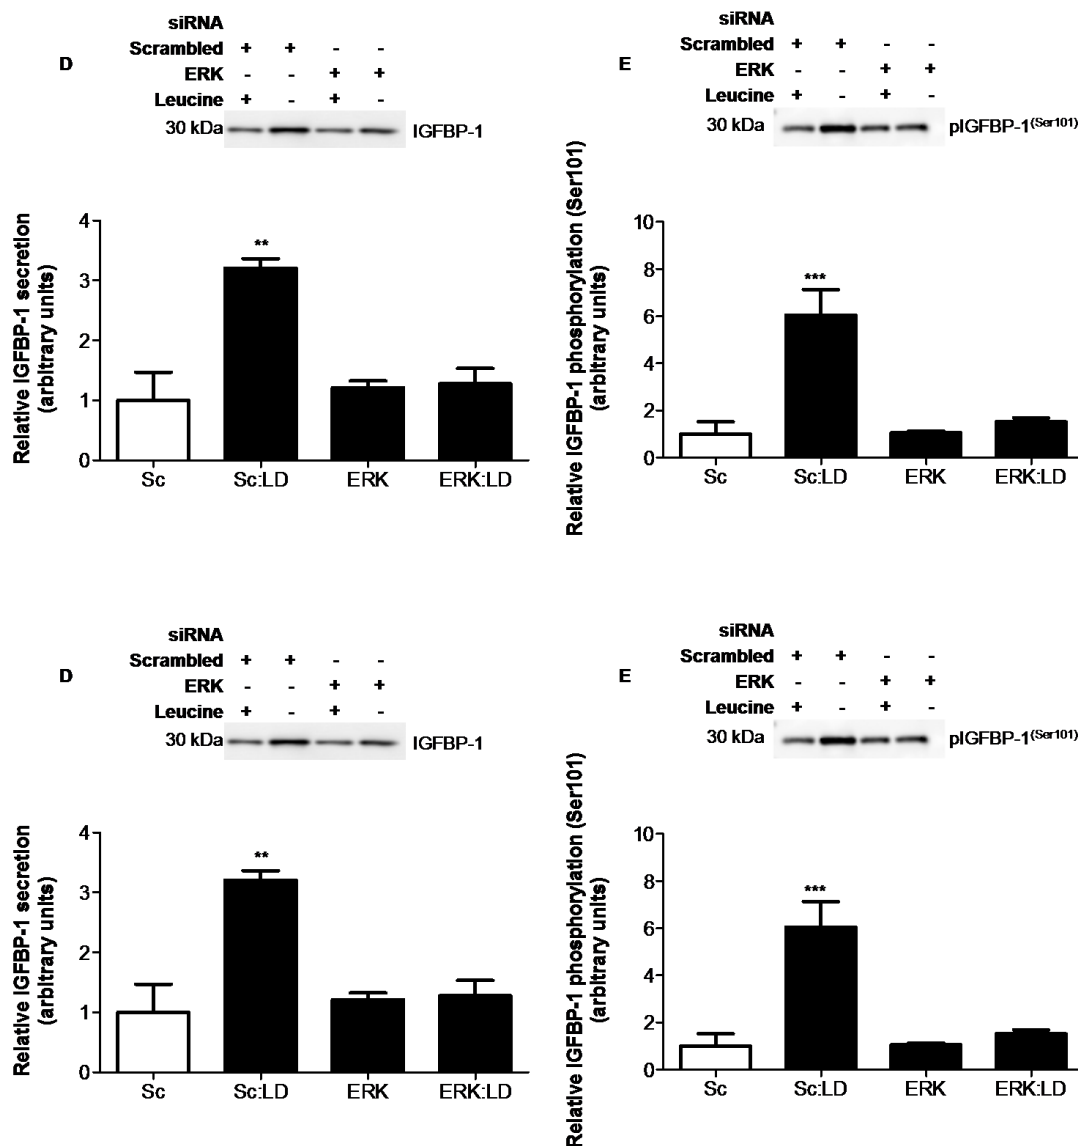 siRNA
Scrambled + + - -
D
ERK - - + +
Leucine + - + -
30 kDa IGFBP-1
Relative IGFBP-1 secretion
(arbitrary units)
4
3
2
1
0
**
Sc Sc:LD ERK ERK:LD
siRNA
Scrambled + + - -
E
ERK - - + +
Leucine + - + -
30 kDa pIGFBP-1(Ser101)
Relative IGFBP-1 phosphorylation (Ser101)
(arbitrary units)
10
8
6
4
2
0
***
Sc Sc:LD ERK ERK:LD
siRNA
Scrambled + + - -
D
ERK - - + +
Leucine + - + -
30 kDa IGFBP-1
Relative IGFBP-1 secretion
(arbitrary units)
4
3
2
1
0
**
Sc Sc:LD ERK ERK:LD
siRNA
Scrambled + + - -
E
ERK - - + +
Leucine + - + -
30 kDa pIGFBP-1(Ser101)
Relative IGFBP-1 phosphorylation (Ser101)
(arbitrary units)
10
8
6
4
2
0
***
Sc Sc:LD ERK ERK:LD